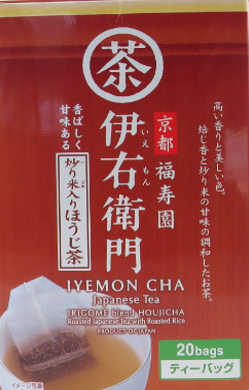 茶
京都 福寿園
伊右衛門
いえもん
香ばしく
甘味ある
炒り米入りほうじ茶
高い香りと美しい色。
焙じ香と炒り米の甘味の調和したお茶。
IYEMON CHA
Japanese Tea
IRIGOME blend HOUJICHA
Roasted Japanese Tea with Roasted Rice
PRODUCT OF JAPAN
20bags
ティーバッグ
イメージ写真